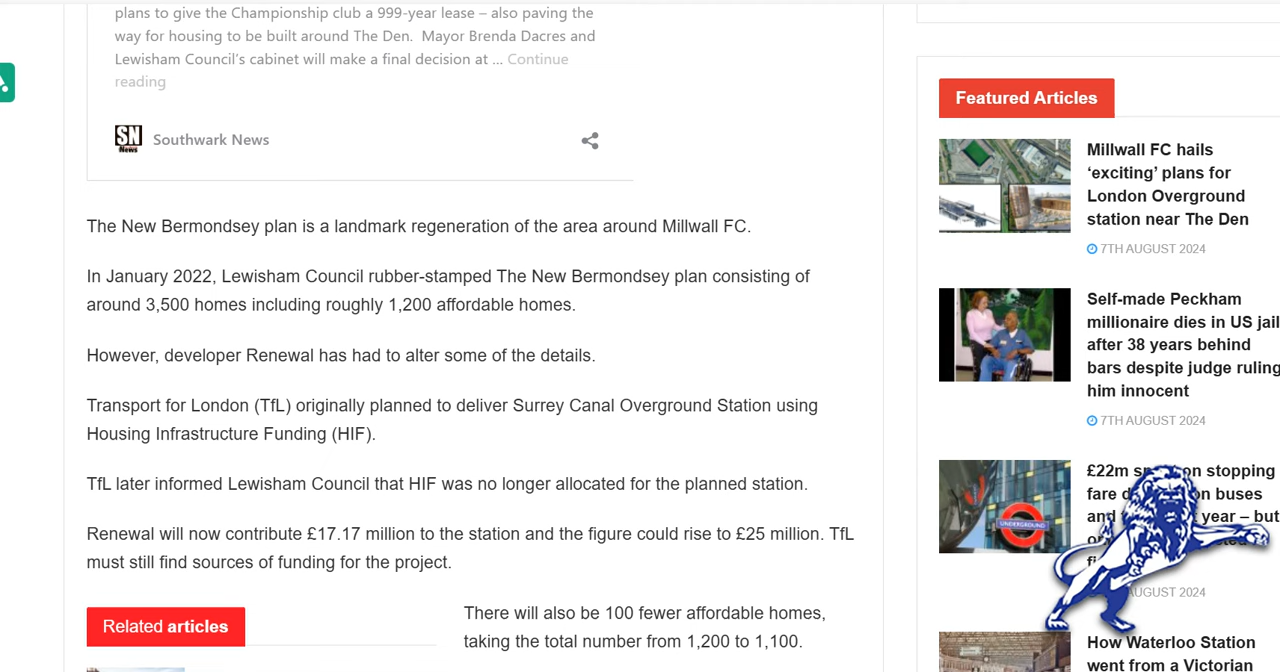 plans to give the Championship club a 999-year lease – also paving the
way for housing to be built around The Den.  Mayor Brenda Dacres and
Lewisham Council's cabinet will make a final decision at ... Continue
reading
SN
News
Southwark News
The New Bermondsey plan is a landmark regeneration of the area around Millwall FC.
In January 2022, Lewisham Council rubber-stamped The New Bermondsey plan consisting of
around 3,500 homes including roughly 1,200 affordable homes.
However, developer Renewal has had to alter some of the details.
Transport for London (TfL) originally planned to deliver Surrey Canal Overground Station using
Housing Infrastructure Funding (HIF).
TfL later informed Lewisham Council that HIF was no longer allocated for the planned station.
Renewal will now contribute £17.17 million to the station and the figure could rise to £25 million. TfL
must still find sources of funding for the project.
Related articles
There will also be 100 fewer affordable homes,
taking the total number from 1,200 to 1,100.
Featured Articles
Millwall FC hails
‘exciting’ plans for
London Overground
station near The Den
7TH AUGUST 2024
Self-made Peckham
millionaire dies in US jail
after 38 years behind
bars despite judge ruling
him innocent
7TH AUGUST 2024
UNDERGROUND
£22m on stopping
fare on buses
and year – but
AUGUST 2024
How Waterloo Station
went from a Victorian